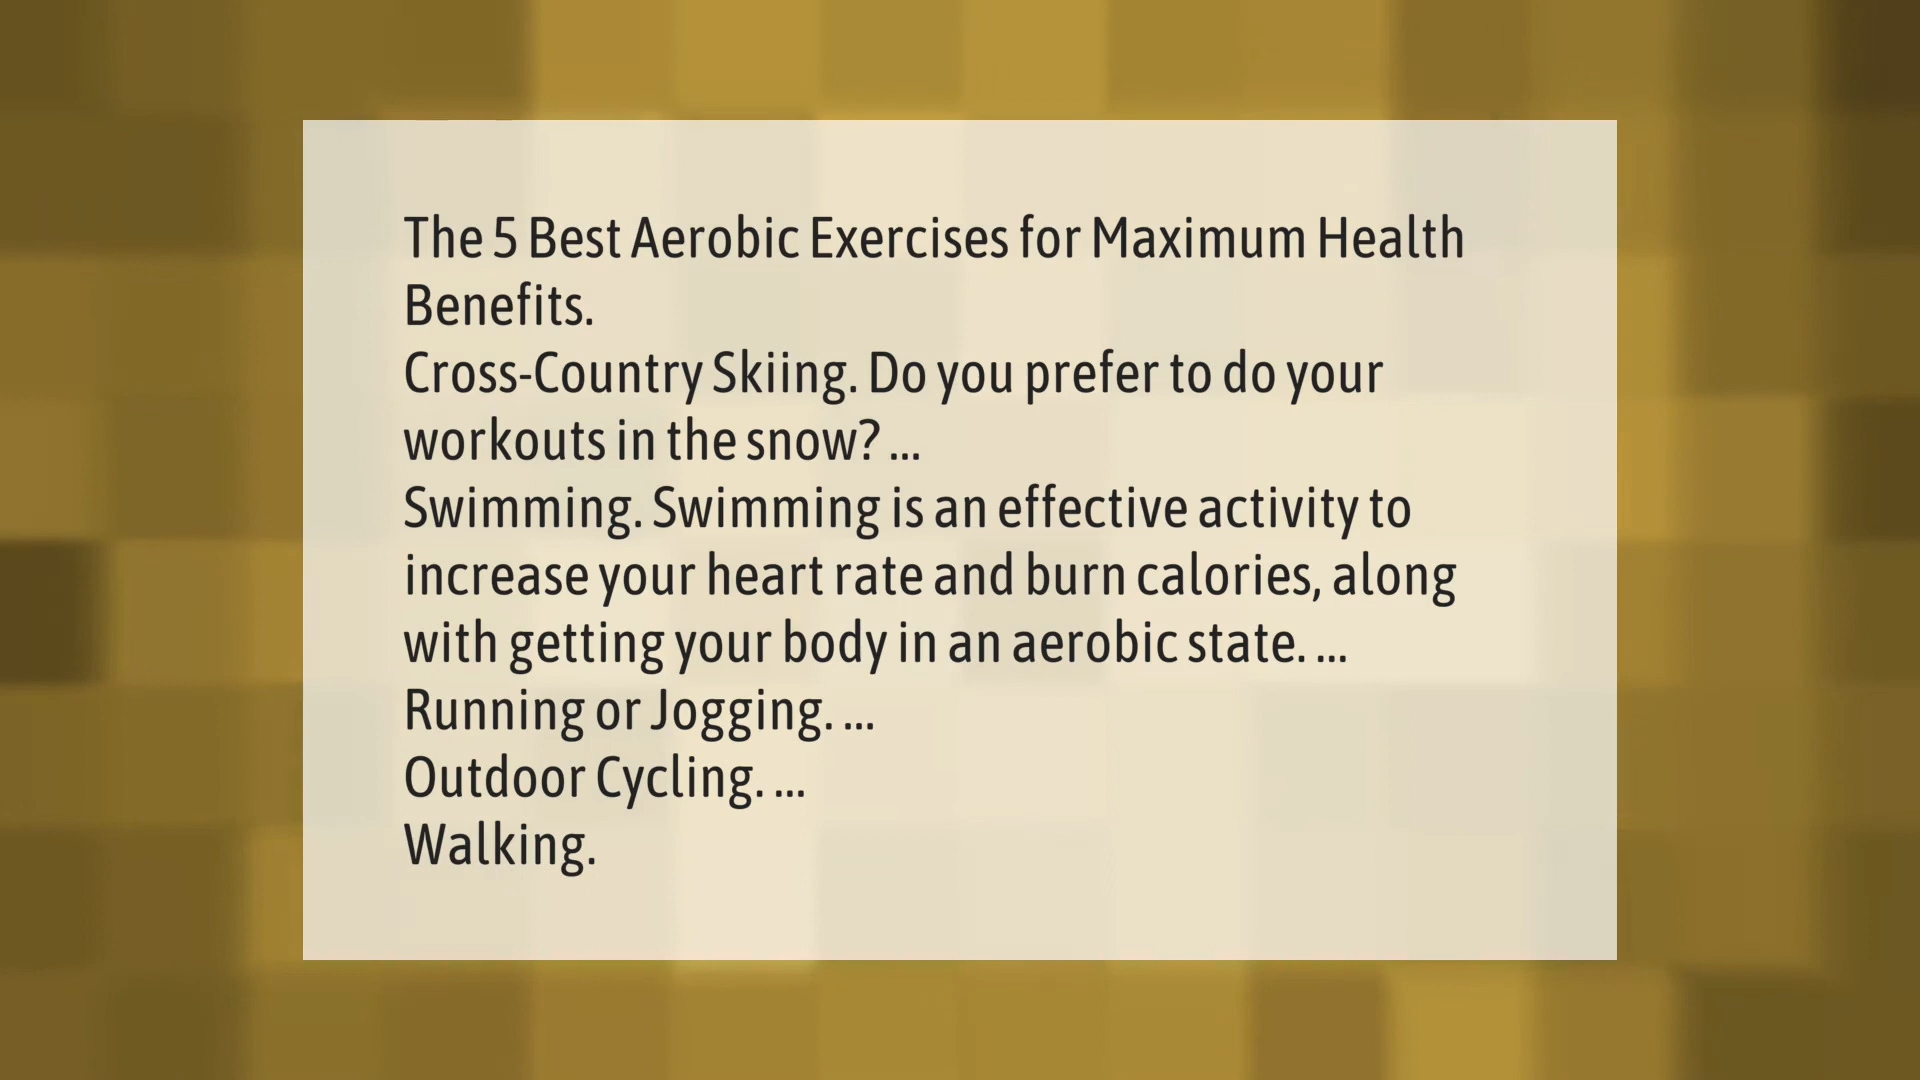 The 5 Best Aerobic Exercises for Maximum Health
Benefits.
Cross-Country Skiing. Do you prefer to do your
workouts in the snow? ...
Swimming. Swimming is an effective activity to
increase your heart rate and burn calories, along
with getting your body in an aerobic state. ...
Running or Jogging. ...
Outdoor Cycling. ...
Walking.